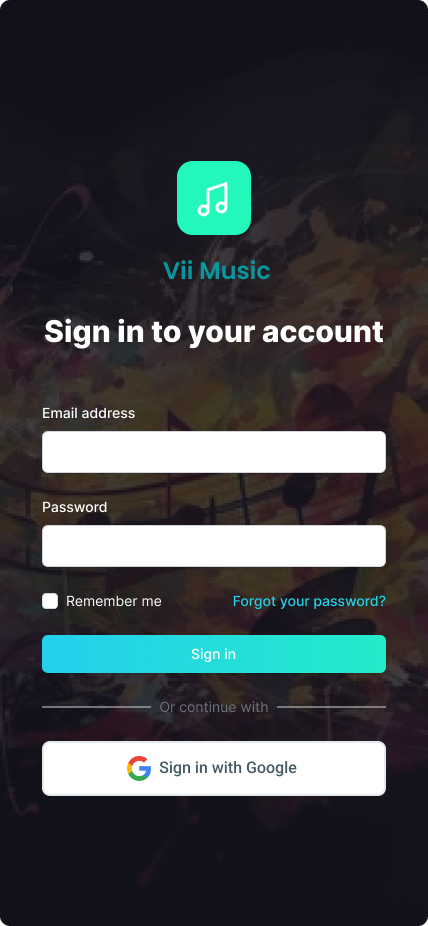 Vii Music
Sign in to your account
Email address
Password
Remember me
Forgot your password?
Sign in
Or continue with
Sign in with Google